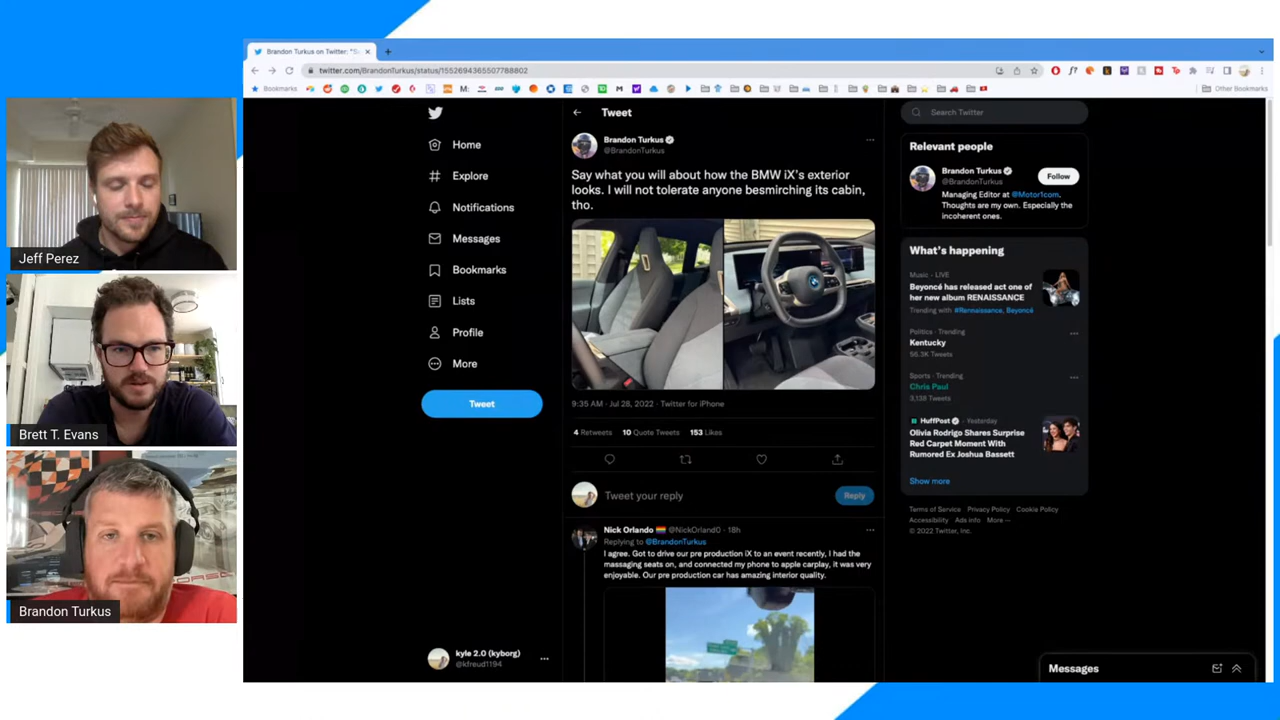 Jeff Perez
Brett T. Evans
Brandon Turkus
Brandon Turkus on Twitter: "S
twitter.com/BrandonTurkus/status/1552694365507788802
Bookmarks
Other Bookmarks
Home
Explore
Notifications
Messages
Bookmarks
Lists
Profile
More
Tweet
kyle 2.0 (kyborg)
@kfreud1194
Tweet
Brandon Turkus
@BrandonTurkus
Say what you will about how the BMW iX's exterior
looks. I will not tolerate anyone besmirching its cabin,
tho.
9:35 AM · Jul 28, 2022 · Twitter for iPhone
4 Retweets 10 Quote Tweets 153 Likes
Tweet your reply
Reply
Nick Orlando 🏳️‍🌈 @NickOrland0 · 18h
Replying to @BrandonTurkus
I agree. Got to drive our pre production iX to an event recently, I had the
massaging seats on, and connected my phone to apple carplay, it was very
enjoyable. Our pre production car has amazing interior quality.
Search Twitter
Relevant people
Brandon Turkus
@BrandonTurkus
Follow
Managing Editor at @Motor1com.
Thoughts are my own. Especially the
incoherent ones.
What's happening
Music · LIVE
Beyoncé has released act one of
her new album RENAISSANCE
Trending with #Rennaissance, Beyoncé
Politics · Trending
Kentucky
56.3K Tweets
Sports · Trending
Chris Paul
3,138 Tweets
HuffPost · Yesterday
Olivia Rodrigo Shares Surprise
Red Carpet Moment With
Rumored Ex Joshua Bassett
Show more
Terms of Service Privacy Policy Cookie Policy
Accessibility Ads info More ···
© 2022 Twitter, Inc.
Messages